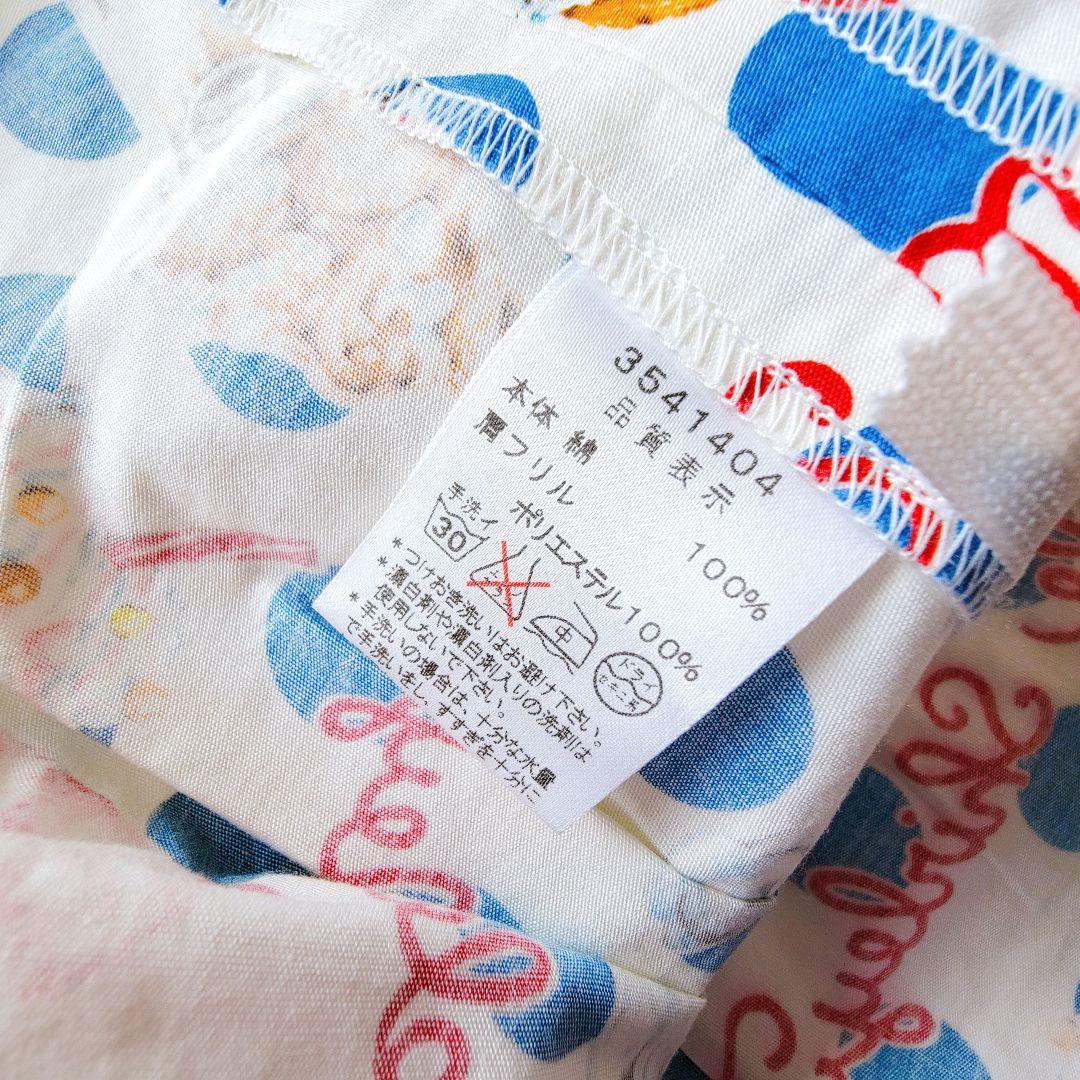 3541404
品質表示
本体 綿 100%
肩フリル ポリエステル100%
手洗イ
30
中
ドライ
セキユ系
*つけおき洗いはお避け下さい。
*漂白剤や漂白剤入りの洗剤は
使用しないで下さい。
*手洗いの場合は、十分な水量
で手洗いをし、すすぎを十分に